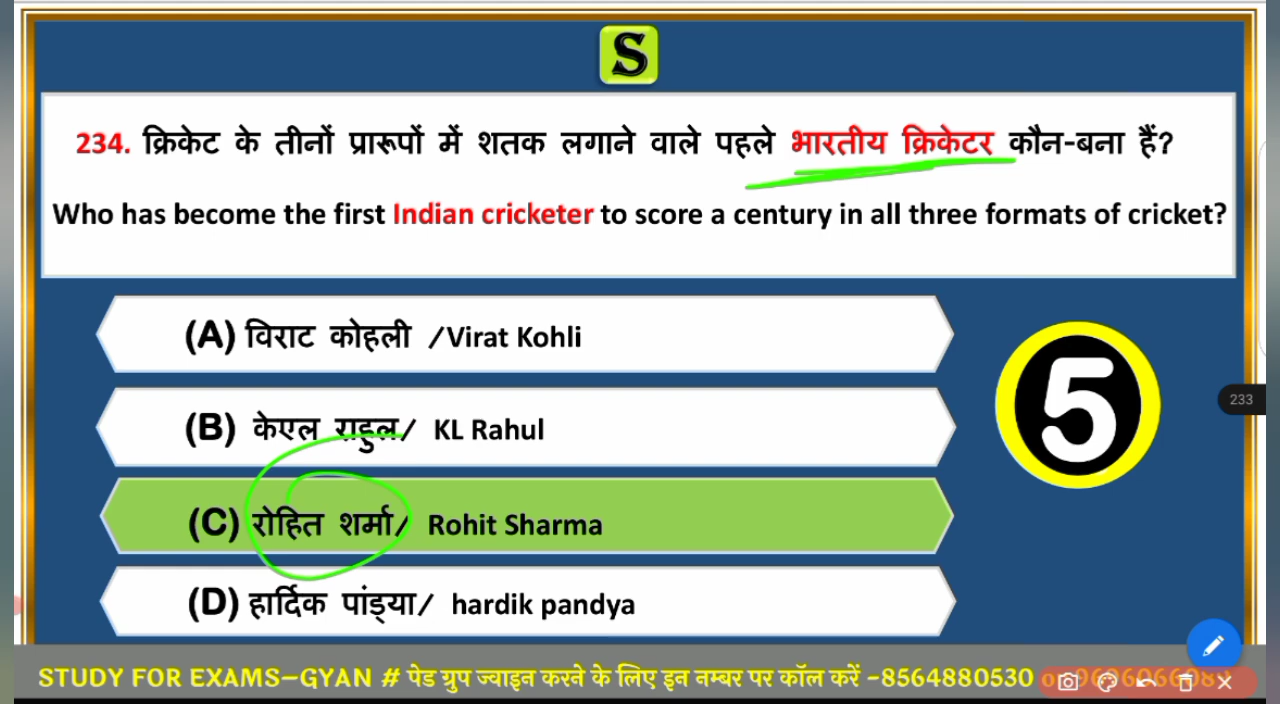 S
234. क्रिकेट के तीनों प्रारूपों में शतक लगाने वाले पहले भारतीय क्रिकेटर कौन-बना हैं?
Who has become the first Indian cricketer to score a century in all three formats of cricket?
(A) विराट कोहली /Virat Kohli
(B) केएल राहुल/ KL Rahul
5
233
(C) रोहित शर्मा/ Rohit Sharma
(D) हार्दिक पांड्या/ hardik pandya
STUDY FOR EXAMS-GYAN # पेड ग्रुप ज्वाइन करने के लिए इन नम्बर पर कॉल करें -8564880530